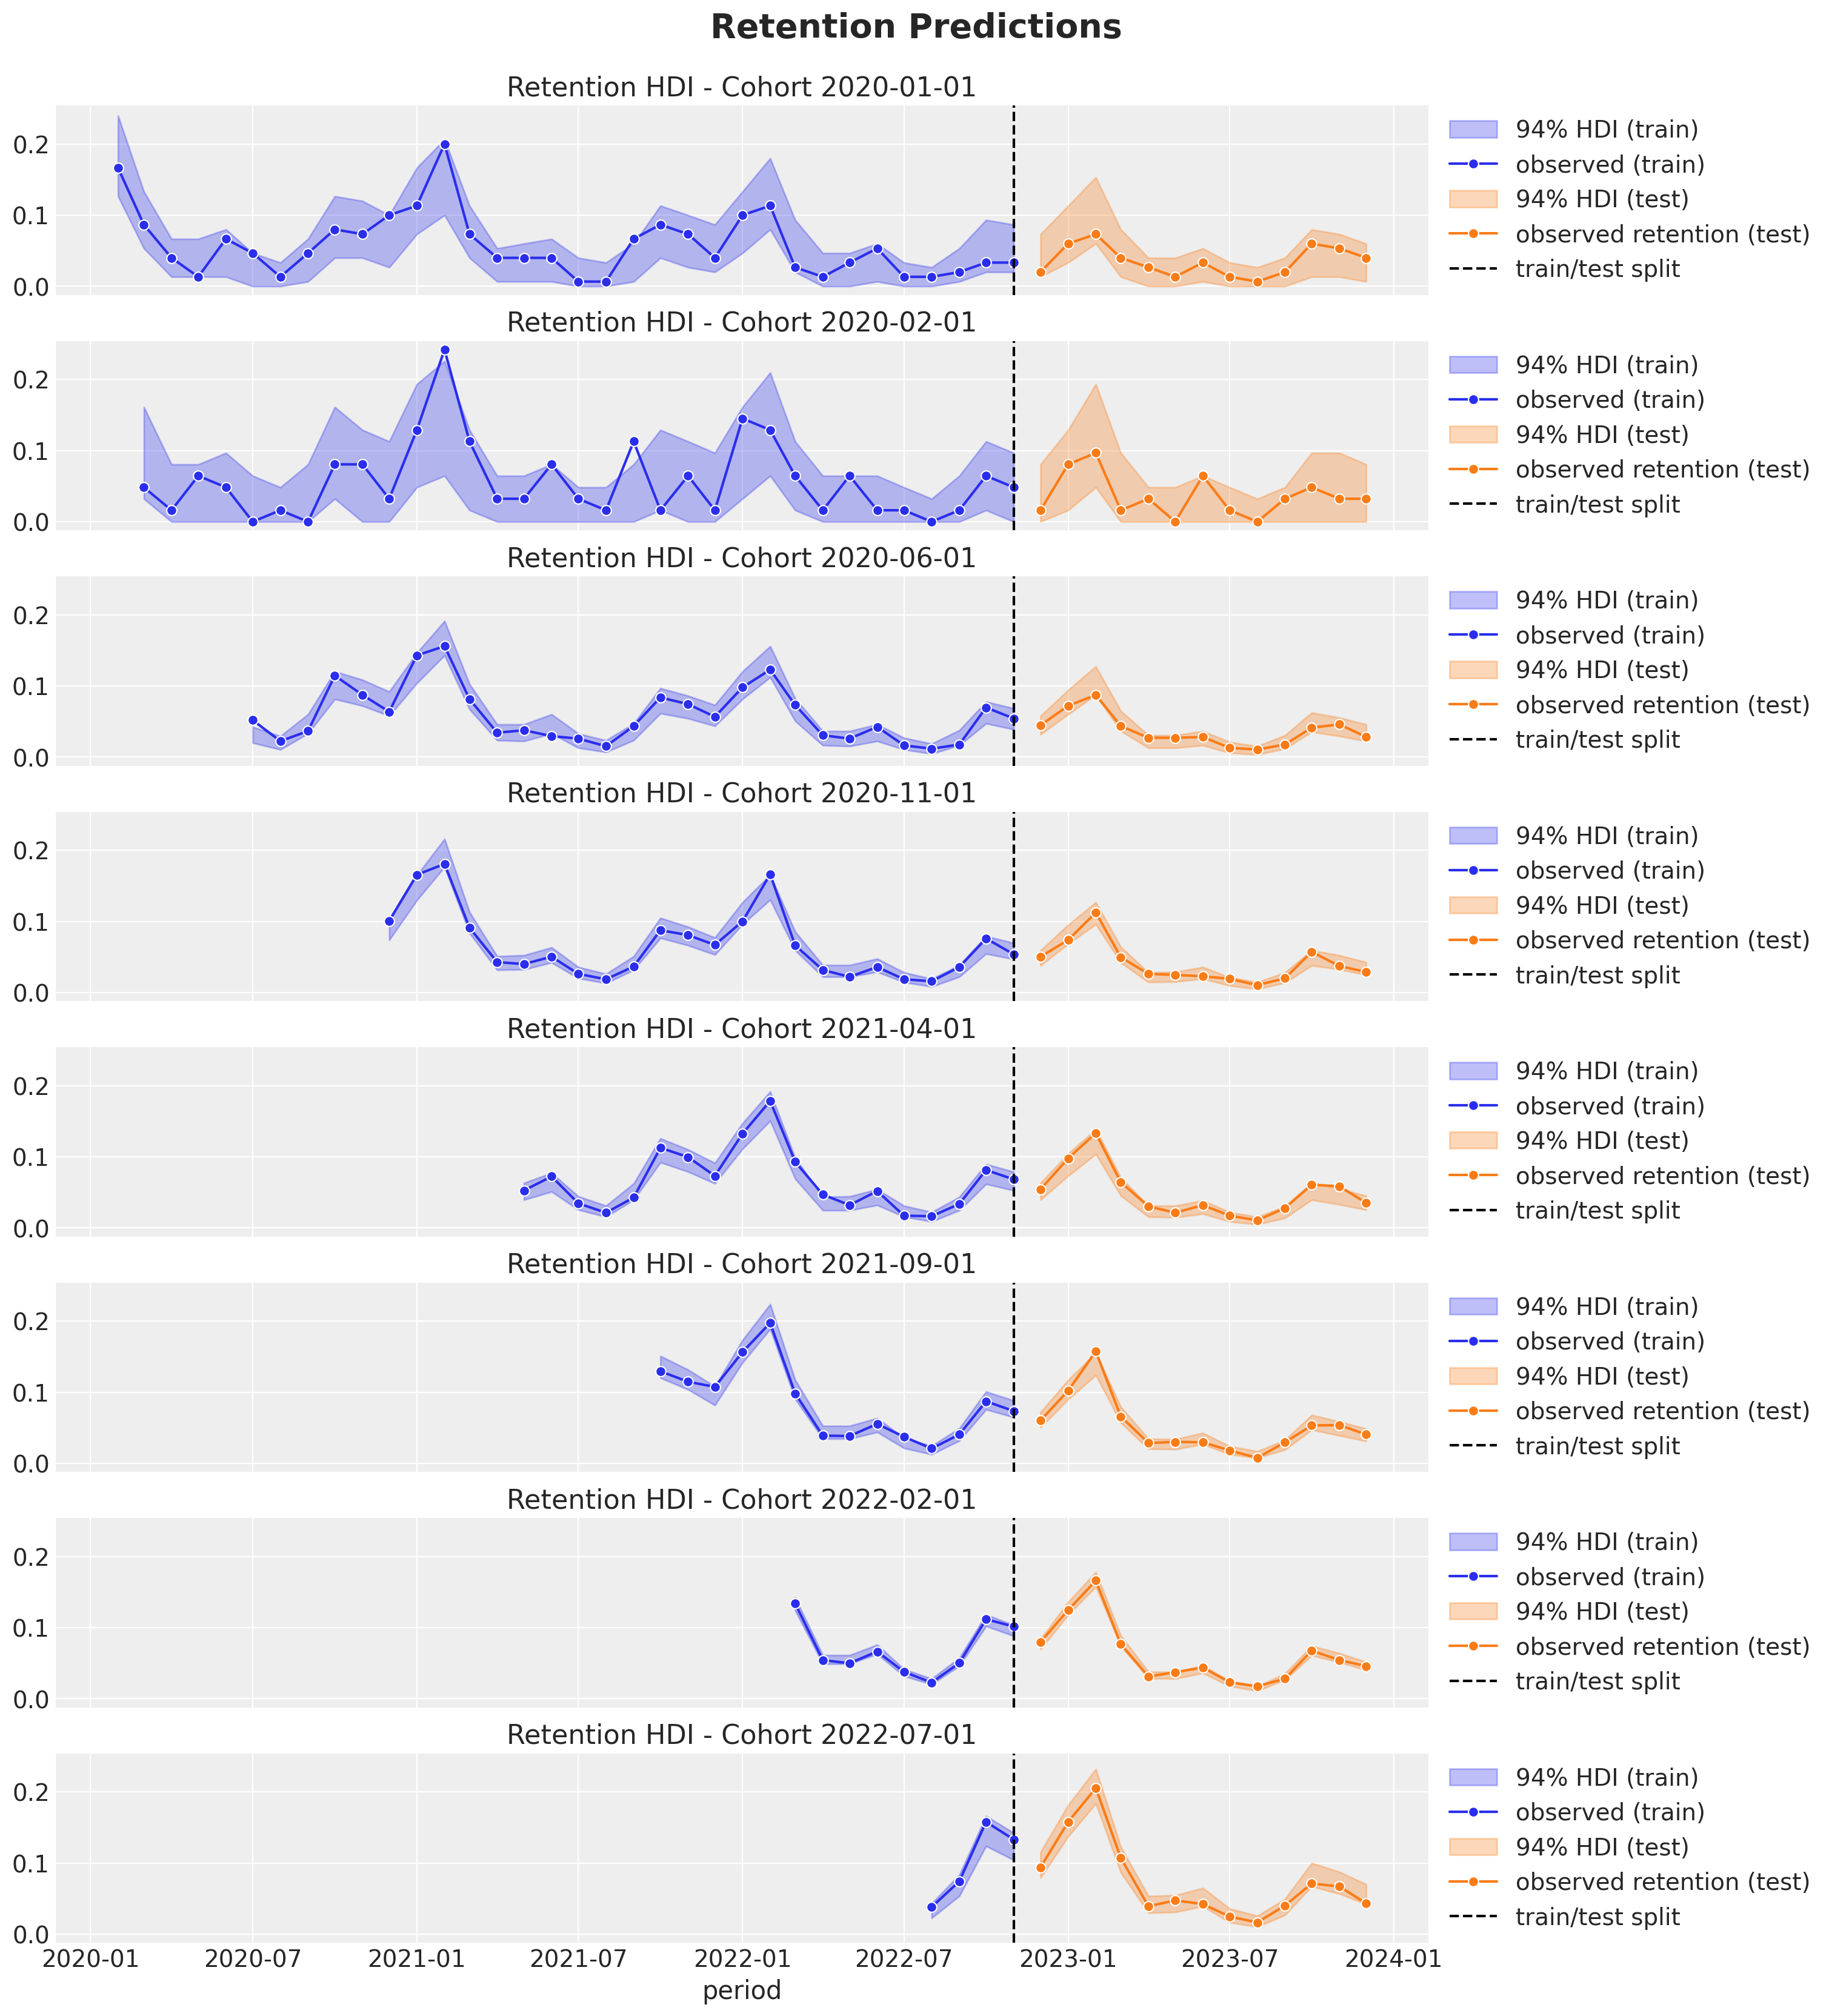 Retention Predictions
Retention HDI - Cohort 2020-01-01
0.2
0.1
0.0
94% HDI (train)
observed (train)
94% HDI (test)
observed retention (test)
train/test split
Retention HDI - Cohort 2020-02-01
0.2
0.1
0.0
94% HDI (train)
observed (train)
94% HDI (test)
observed retention (test)
train/test split
Retention HDI - Cohort 2020-06-01
0.2
0.1
0.0
94% HDI (train)
observed (train)
94% HDI (test)
observed retention (test)
train/test split
Retention HDI - Cohort 2020-11-01
0.2
0.1
0.0
94% HDI (train)
observed (train)
94% HDI (test)
observed retention (test)
train/test split
Retention HDI - Cohort 2021-04-01
0.2
0.1
0.0
94% HDI (train)
observed (train)
94% HDI (test)
observed retention (test)
train/test split
Retention HDI - Cohort 2021-09-01
0.2
0.1
0.0
94% HDI (train)
observed (train)
94% HDI (test)
observed retention (test)
train/test split
Retention HDI - Cohort 2022-02-01
0.2
0.1
0.0
94% HDI (train)
observed (train)
94% HDI (test)
observed retention (test)
train/test split
Retention HDI - Cohort 2022-07-01
0.2
0.1
0.0
94% HDI (train)
observed (train)
94% HDI (test)
observed retention (test)
train/test split
2020-01 2020-07 2021-01 2021-07 2022-01 2022-07 2023-01 2023-07 2024-01
period